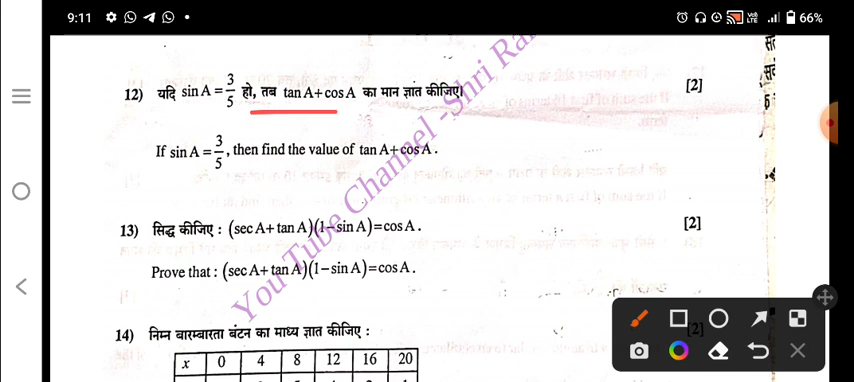 9:11
66%
12) यदि sin A = 3/5 हो, तब tan A + cos A का मान ज्ञात कीजिए। [2]
If sin A = 3/5, then find the value of tan A + cos A.
13) सिद्ध कीजिए : (sec A + tan A)(1 − sin A) = cos A. [2]
Prove that : (sec A + tan A)(1 − sin A) = cos A.
14) निम्न बारम्बारता बंटन का माध्य ज्ञात कीजिए : [2]
x 0 4 8 12 16 20
You Tube Channel -Shri